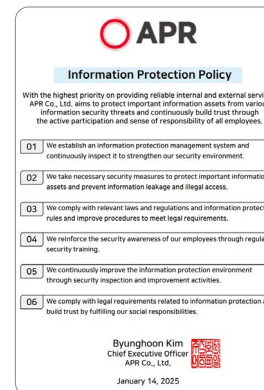 APR
Information Protection Policy
With the highest priority on providing reliable internal and external
APR Co., Ltd. aims to protect important information assets from
information security threats and continuously build trust through
the active participation and sense of responsibility of all employees.
01 We establish an information protection management system and
continuously inspect it to strengthen our security environment.
02 We take necessary security measures to protect important
assets and prevent information leakage and illegal access.
03 We comply with relevant laws and regulations and information
rules and improve procedures to meet legal requirements.
04 We reinforce the security awareness of our employees through
security training.
05 We continuously improve the information protection environment
through security inspection and improvement activities.
06 We comply with legal requirements related to information protection
build trust by fulfilling our social responsibilities.
Byunghoon Kim
Chief Executive Officer
APR Co., Ltd.
January 14, 2025